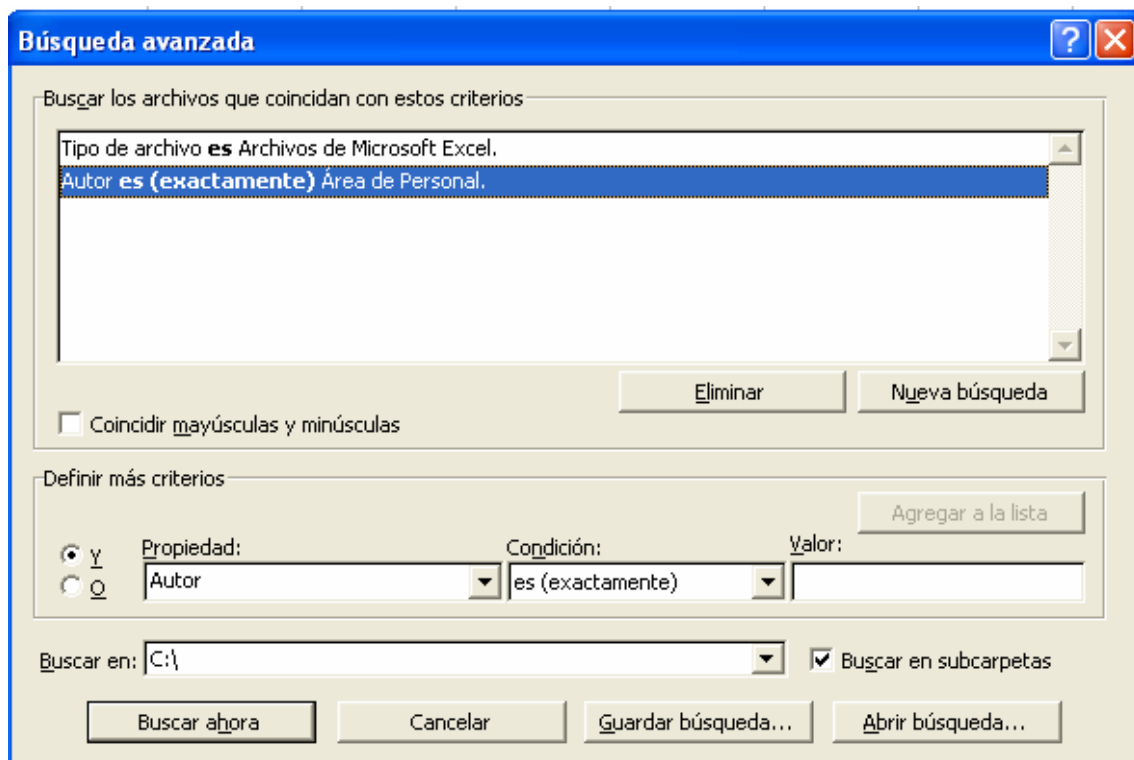 Búsqueda avanzada
Buscar los archivos que coincidan con estos criterios
Tipo de archivo es Archivos de Microsoft Excel.
Autor es (exactamente) Área de Personal.
Eliminar
Nueva búsqueda
Coincidir mayúsculas y minúsculas
Definir más criterios
Agregar a la lista
Y
O
Propiedad:
Condición:
Valor:
Autor
es (exactamente)
Buscar en: C:\
Buscar en subcarpetas
Buscar ahora
Cancelar
Guardar búsqueda...
Abrir búsqueda...